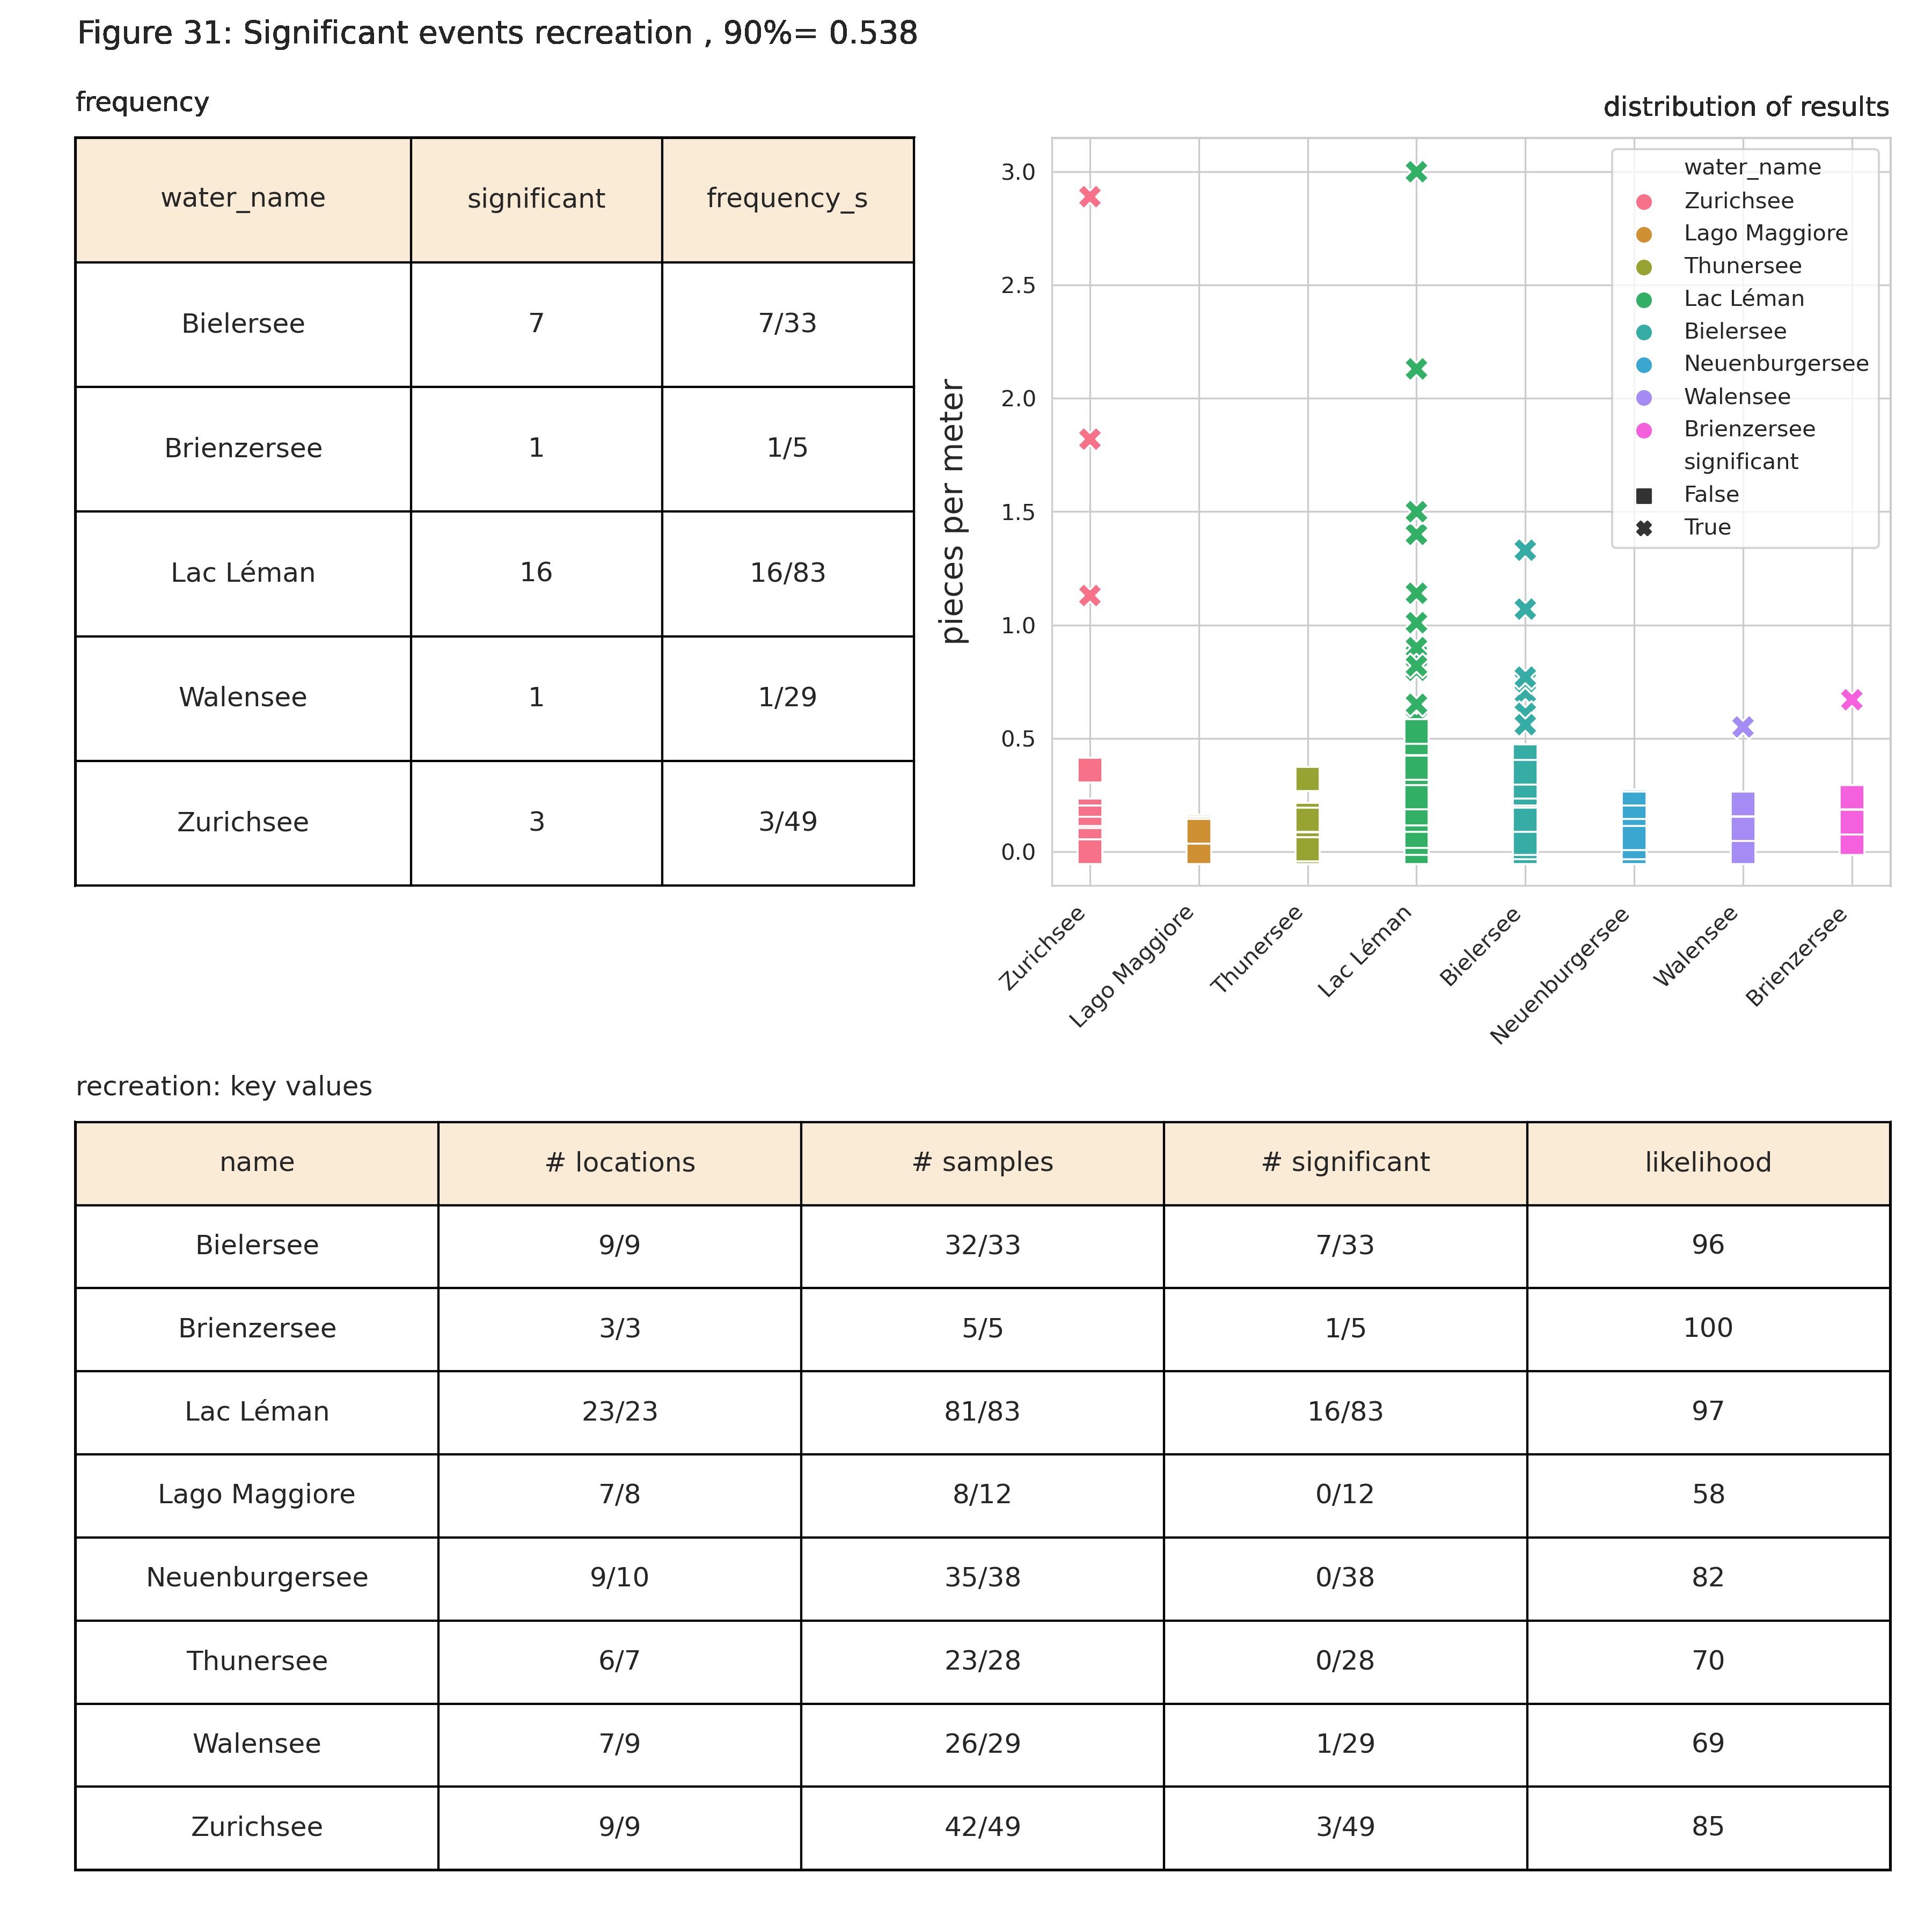 Figure 31: Significant events recreation , 90%= 0.538
frequency
water_name significant frequency_s
Bielersee 7 7/33
Brienzersee 1 1/5
Lac Léman 16 16/83
Walensee 1 1/29
Zurichsee 3 3/49
distribution of results
pieces per meter
3.0
2.5
2.0
1.5
1.0
0.5
0.0
water_name
Zurichsee
Lago Maggiore
Thunersee
Lac Léman
Bielersee
Neuenburgersee
Walensee
Brienzersee
significant
False
True
Zurichsee
Lago Maggiore
Thunersee
Lac Léman
Bielersee
Neuenburgersee
Walensee
Brienzersee
recreation: key values
name # locations # samples # significant likelihood
Bielersee 9/9 32/33 7/33 96
Brienzersee 3/3 5/5 1/5 100
Lac Léman 23/23 81/83 16/83 97
Lago Maggiore 7/8 8/12 0/12 58
Neuenburgersee 9/10 35/38 0/38 82
Thunersee 6/7 23/28 0/28 70
Walensee 7/9 26/29 1/29 69
Zurichsee 9/9 42/49 3/49 85